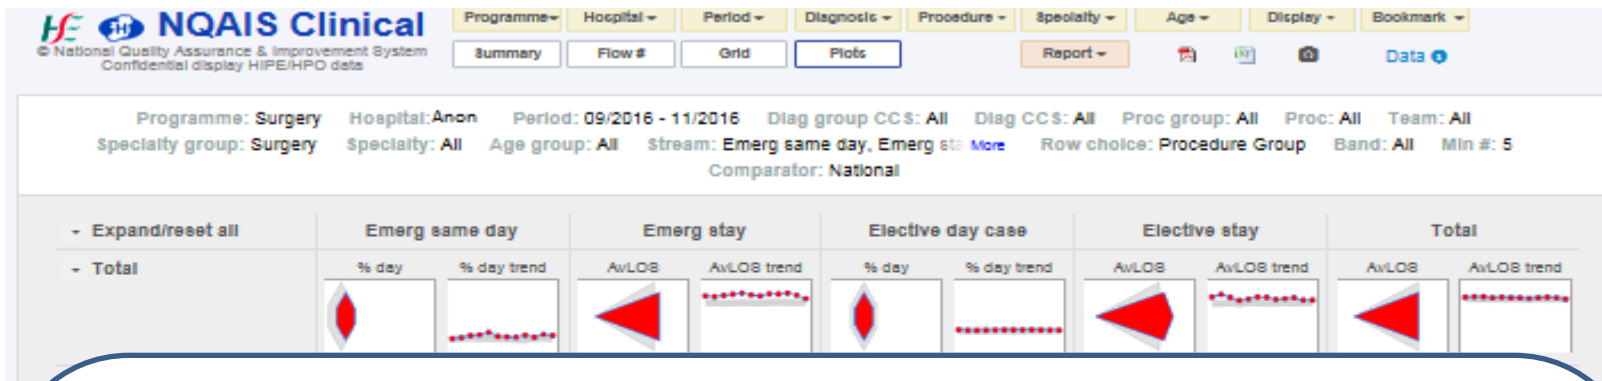 NQAIS Clinical
© National Quality Assurance & Improvement System
Confidential display HIPE/HPO data
Programme Hospital Period Diagnosis Procedure Specialty Age Display Bookmark
Summary Flow # Grid Plots Report Data
Programme: Surgery Hospital:Anon Period: 09/2016 - 11/2016 Diag group CCS: All Diag CCS: All Proc group: All Proc: All Team: All
Specialty group: Surgery Specialty: All Age group: All Stream: Emerg same day, Emerg sta More Row choice: Procedure Group Band: All Min #: 5
Comparator: National
Expand/reset all Emerg same day Emerg stay Elective day case Elective stay Total
Total % day % day trend AvLOS AvLOS trend % day % day trend AvLOS AvLOS trend AvLOS AvLOS trend